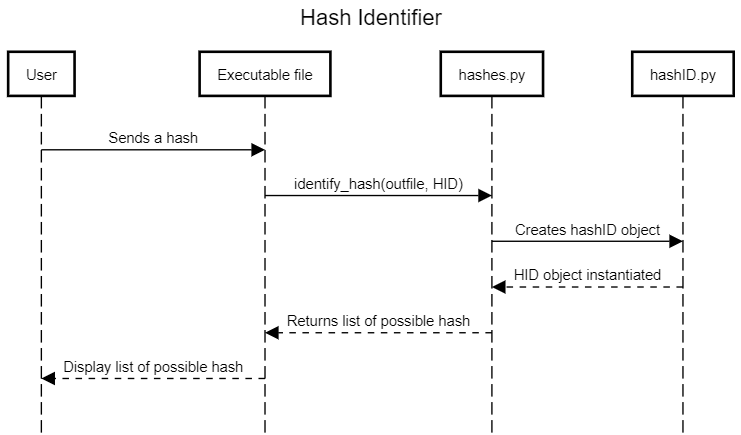 Hash Identifier
User
Executable file
hashes.py
hashID.py
Sends a hash
identify_hash(outfile, HID)
Creates hashID object
HID object instantiated
Returns list of possible hash
Display list of possible hash